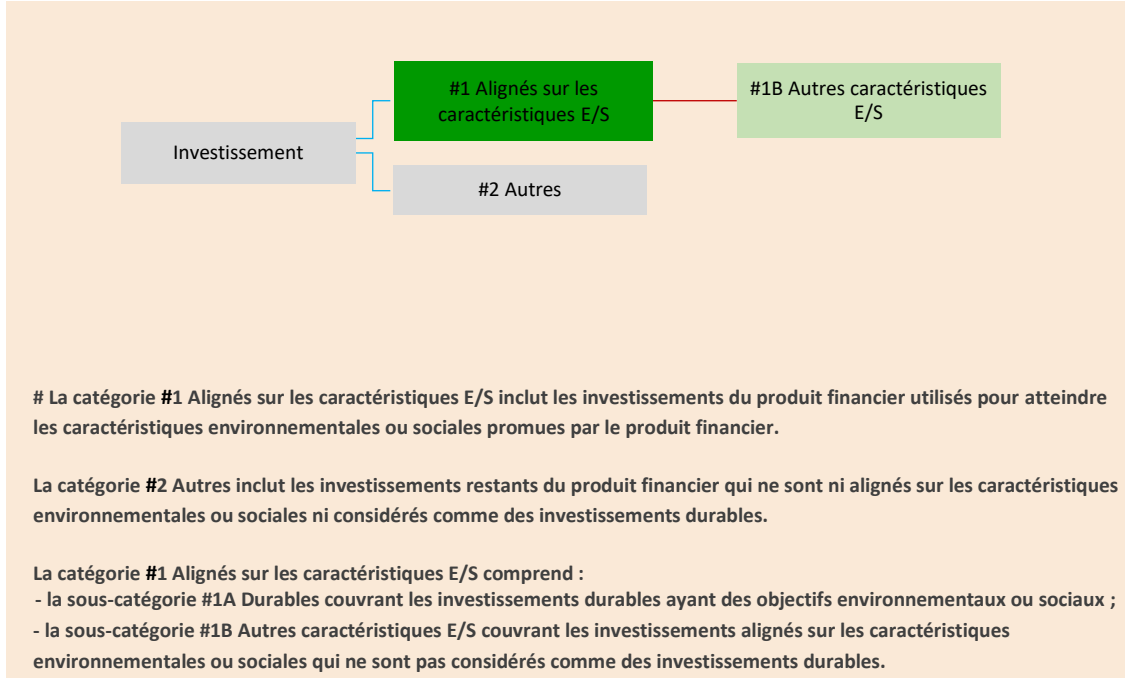 #1 Alignés sur les
caractéristiques E/S
#1B Autres caractéristiques
E/S
Investissement
#2 Autres
# La catégorie #1 Alignés sur les caractéristiques E/S inclut les investissements du produit financier utilisés pour atteindre
les caractéristiques environnementales ou sociales promues par le produit financier.
La catégorie #2 Autres inclut les investissements restants du produit financier qui ne sont ni alignés sur les caractéristiques
environnementales ou sociales ni considérés comme des investissements durables.
La catégorie #1 Alignés sur les caractéristiques E/S comprend :
- la sous-catégorie #1A Durables couvrant les investissements durables ayant des objectifs environnementaux ou sociaux ;
- la sous-catégorie #1B Autres caractéristiques E/S couvrant les investissements alignés sur les caractéristiques
environnementales ou sociales qui ne sont pas considérés comme des investissements durables.